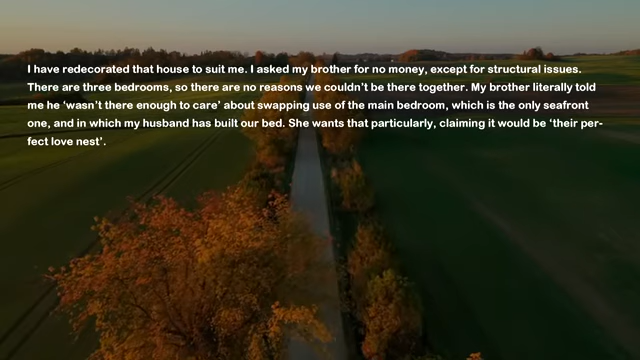 I have redecorated that house to suit me. I asked my brother for no money, except for structural issues.
There are three bedrooms, so there are no reasons we couldn't be there together. My brother literally told
me he ‘wasn't there enough to care’ about swapping use of the main bedroom, which is the only seafront
one, and in which my husband has built our bed. She wants that particularly, claiming it would be ‘their per-
fect love nest’.